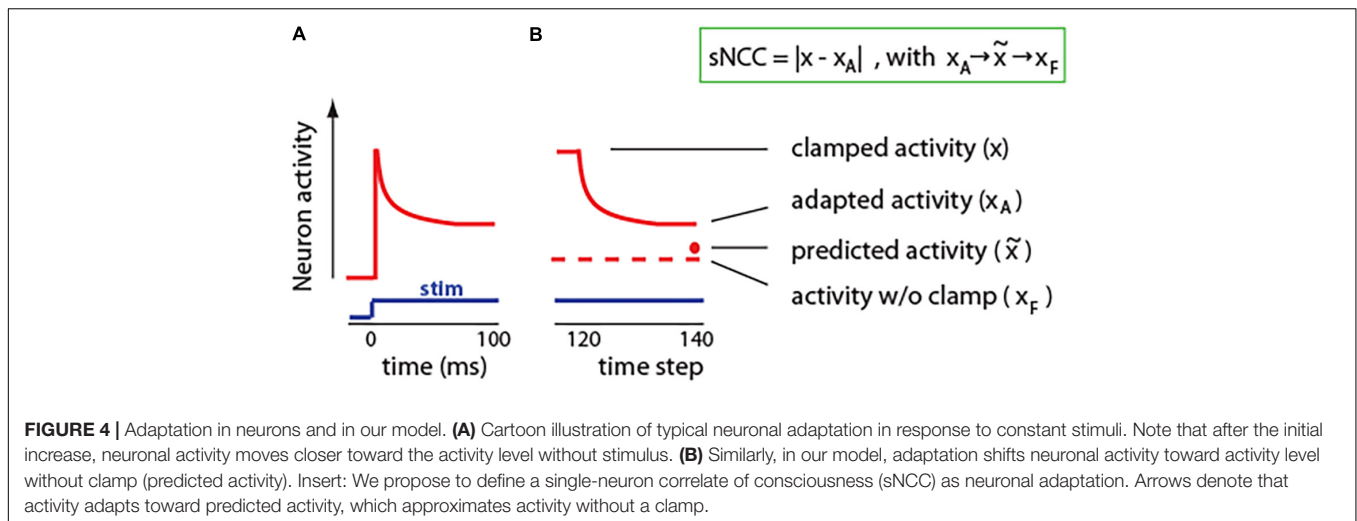 A
B
sNCC = |x - x_A| , with x_A→x̃→x_F
Neuron activity
stim
0
100
time (ms)
120
140
time step
clamped activity (x)
adapted activity (x_A)
predicted activity (x̃)
activity w/o clamp (x_F)
FIGURE 4 | Adaptation in neurons and in our model. (A) Cartoon illustration of typical neuronal adaptation in response to constant stimuli. Note that after the initial
increase, neuronal activity moves closer toward the activity level without stimulus. (B) Similarly, in our model, adaptation shifts neuronal activity toward activity level
without clamp (predicted activity). Insert: We propose to define a single-neuron correlate of consciousness (sNCC) as neuronal adaptation. Arrows denote that
activity adapts toward predicted activity, which approximates activity without a clamp.